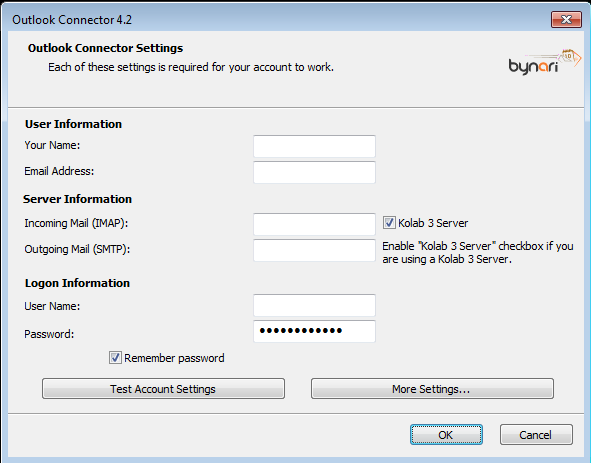 Outlook Connector 4.2
Outlook Connector Settings
Each of these settings is required for your account to work.
bynari
User Information
Your Name:
Email Address:
Server Information
Incoming Mail (IMAP):
Kolab 3 Server
Outgoing Mail (SMTP):
Enable "Kolab 3 Server" checkbox if you
are using a Kolab 3 Server.
Logon Information
User Name:
Password:
••••••••••••
Remember password
Test Account Settings
More Settings...
OK
Cancel